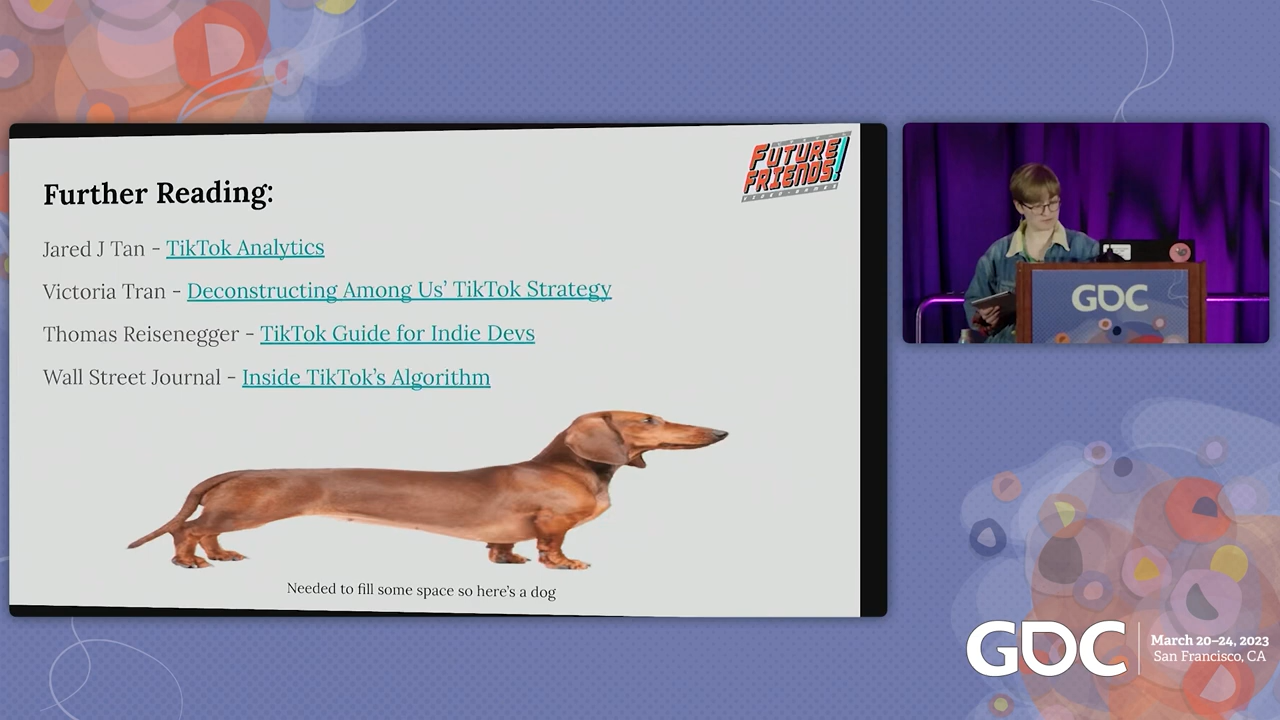 Further Reading:
FUTURE
FRIENDS!
VIDEO·GAMES
Jared J Tan - TikTok Analytics
Victoria Tran - Deconstructing Among Us' TikTok Strategy
Thomas Reisenegger - TikTok Guide for Indie Devs
Wall Street Journal - Inside TikTok's Algorithm
Needed to fill some space so here's a dog
GDC
GDC
March 20–24, 2023
San Francisco, CA